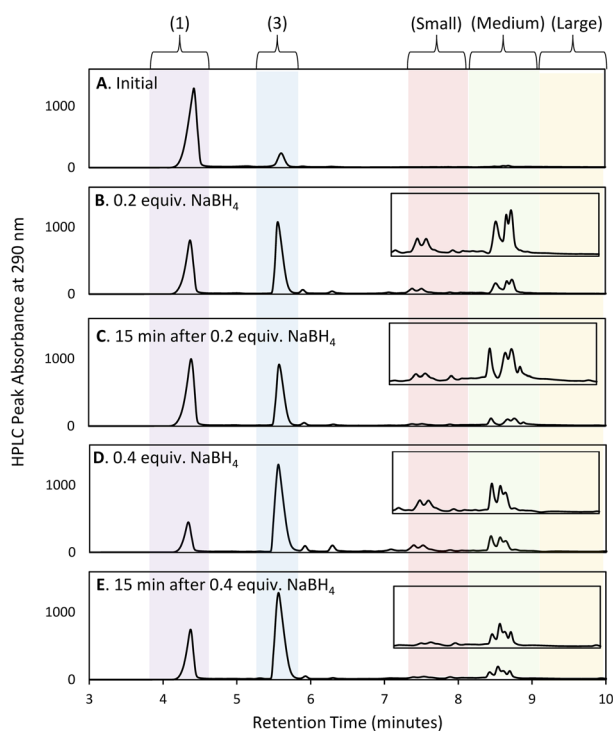 (1) (3) (Small) (Medium) (Large)
A. Initial
1000
0
B. 0.2 equiv. NaBH4
1000
0
C. 15 min after 0.2 equiv. NaBH4
1000
0
D. 0.4 equiv. NaBH4
1000
0
E. 15 min after 0.4 equiv. NaBH4
1000
0
3 4 5 6 7 8 9 10
Retention Time (minutes)
HPLC Peak Absorbance at 290 nm